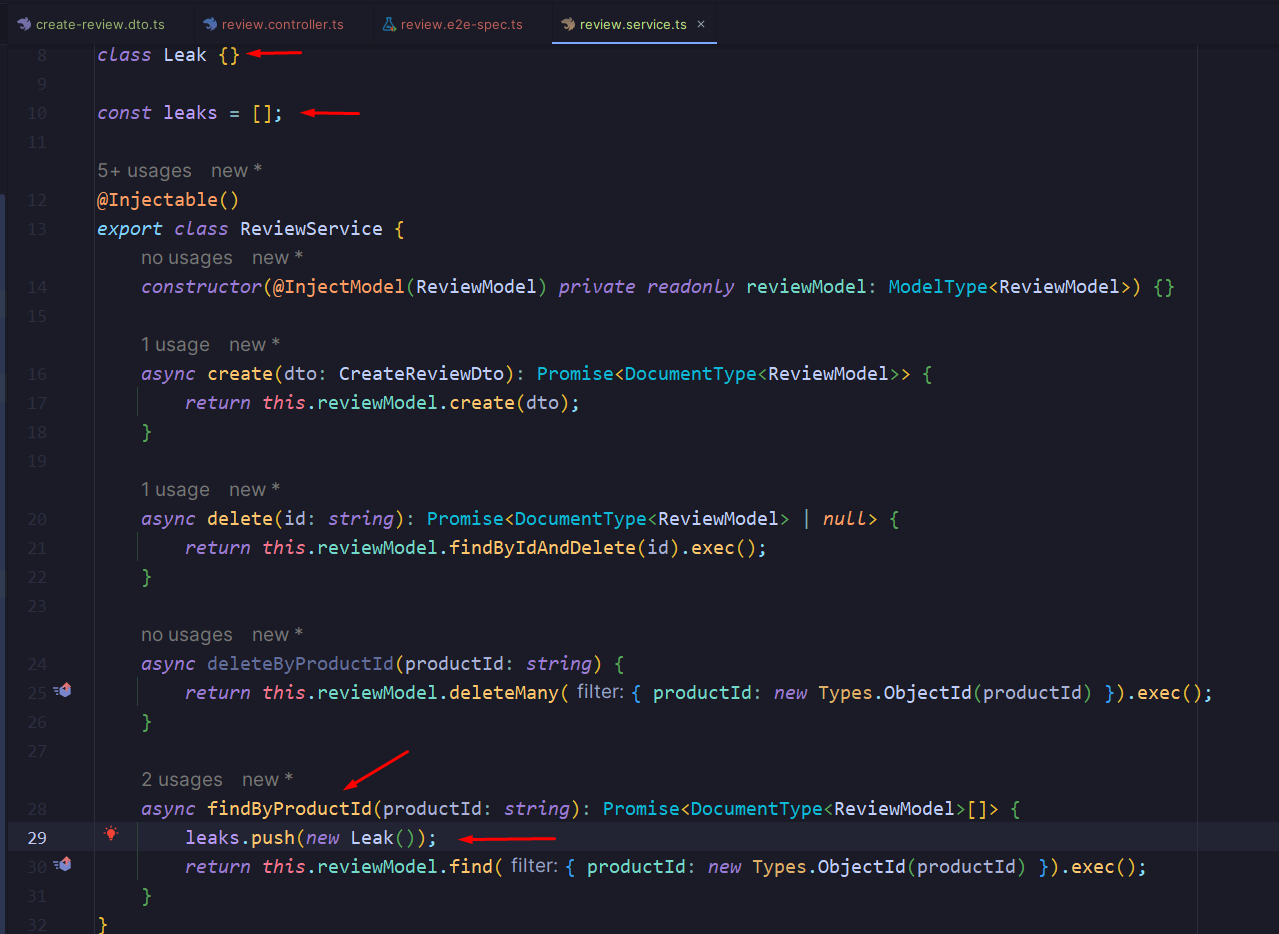 create-review.dto.ts review.controller.ts review.e2e-spec.ts review.service.ts ×
8 class Leak {}
9
10 const leaks = [];
11
5+ usages new *
12 @Injectable()
13 export class ReviewService {
no usages new *
14 constructor(@InjectModel(ReviewModel) private readonly reviewModel: ModelType<ReviewModel>) {}
15
1 usage new *
16 async create(dto: CreateReviewDto): Promise<DocumentType<ReviewModel>> {
17 return this.reviewModel.create(dto);
18 }
19
1 usage new *
20 async delete(id: string): Promise<DocumentType<ReviewModel> | null> {
21 return this.reviewModel.findByIdAndDelete(id).exec();
22 }
23
no usages new *
24 async deleteByProductId(productId: string) {
25 return this.reviewModel.deleteMany( filter: { productId: new Types.ObjectId(productId) }).exec();
26 }
27
2 usages new *
28 async findByProductId(productId: string): Promise<DocumentType<ReviewModel>[]> {
29 leaks.push(new Leak());
30 return this.reviewModel.find( filter: { productId: new Types.ObjectId(productId) }).exec();
31 }
32 }